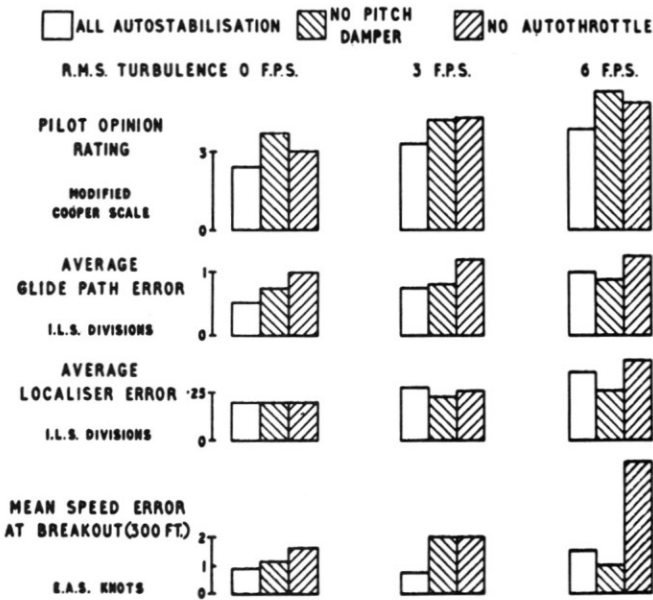 ALL AUTOSTABILISATION
NO PITCH
DAMPER
NO AUTOTHROTTLE
R.M.S. TURBULENCE 0 F.P.S.
3 F.P.S.
6 F.P.S.
PILOT OPINION
RATING
3
MODIFIED
COOPER SCALE
0
AVERAGE
GLIDE PATH ERROR
1
I.L.S. DIVISIONS
0
AVERAGE
LOCALISER ERROR
·25
I.L.S. DIVISIONS
0
MEAN SPEED ERROR
AT BREAKOUT(300 FT.)
2
1
E.A.S. KNOTS
0